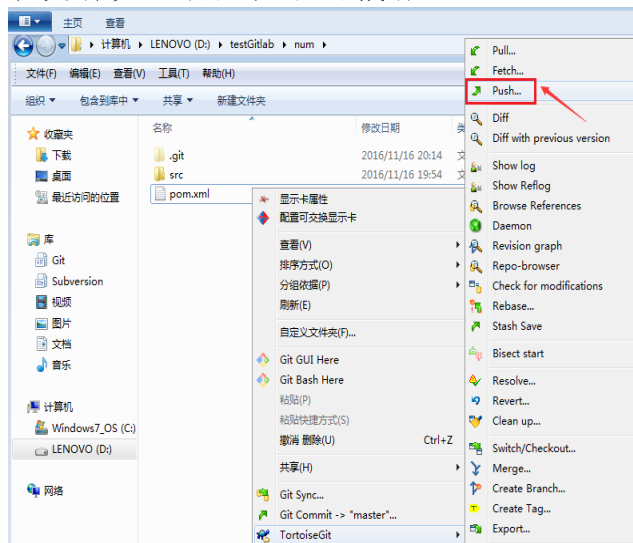 主页 查看
计算机 LENOVO (D:) testGitlab num
文件(F) 编辑(E) 查看(V) 工具(T) 帮助(H)
组织 包含到库中 共享 新建文件夹
收藏夹
下载
桌面
最近访问的位置
库
Git
Subversion
视频
图片
文档
音乐
计算机
Windows7_OS (C:)
LENOVO (D:)
网络
名称 修改日期
.git 2016/11/16 20:14
src 2016/11/16 19:54
pom.xml
显示卡属性
配置可交换显示卡
查看(V)
排序方式(O)
分组依据(P)
刷新(E)
自定义文件夹(F)...
Git GUI Here
Git Bash Here
粘贴(P)
粘贴快捷方式(S)
撤消 删除(U) Ctrl+Z
共享(H)
Git Sync...
Git Commit -> "master"...
TortoiseGit
Pull...
Fetch...
Push...
Diff
Diff with previous version
Show log
Show Reflog
Browse References
Daemon
Revision graph
Repo-browser
Check for modifications
Rebase...
Stash Save
Bisect start
Resolve...
Revert...
Clean up...
Switch/Checkout...
Merge...
Create Branch...
Create Tag...
Export...